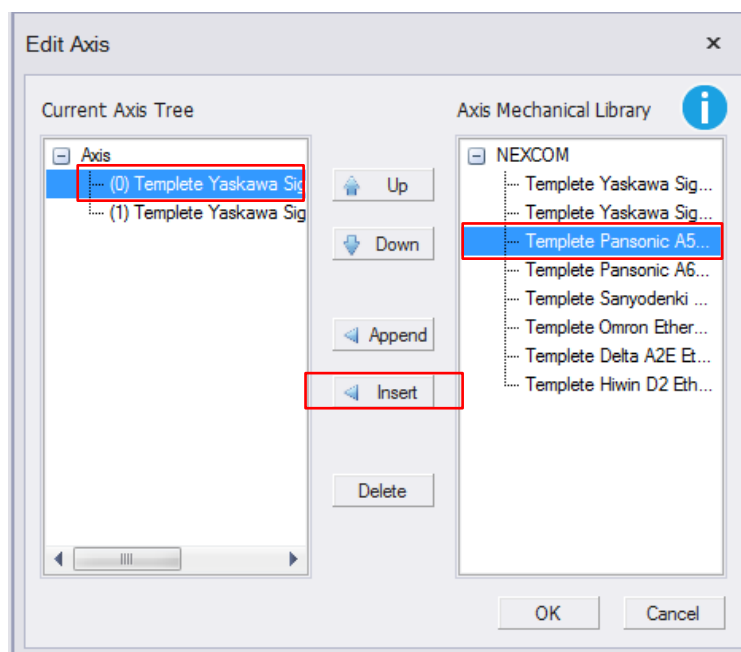 Edit Axis
Current Axis Tree
Axis Mechanical Library
Axis
(0) Templete Yaskawa Sig
(1) Templete Yaskawa Sig
Up
Down
Append
Insert
Delete
NEXCOM
Templete Yaskawa Sig...
Templete Yaskawa Sig...
Templete Pansonic A5...
Templete Pansonic A6...
Templete Sanyodenki ...
Templete Omron Ether...
Templete Delta A2E Et...
Templete Hiwin D2 Eth...
OK
Cancel